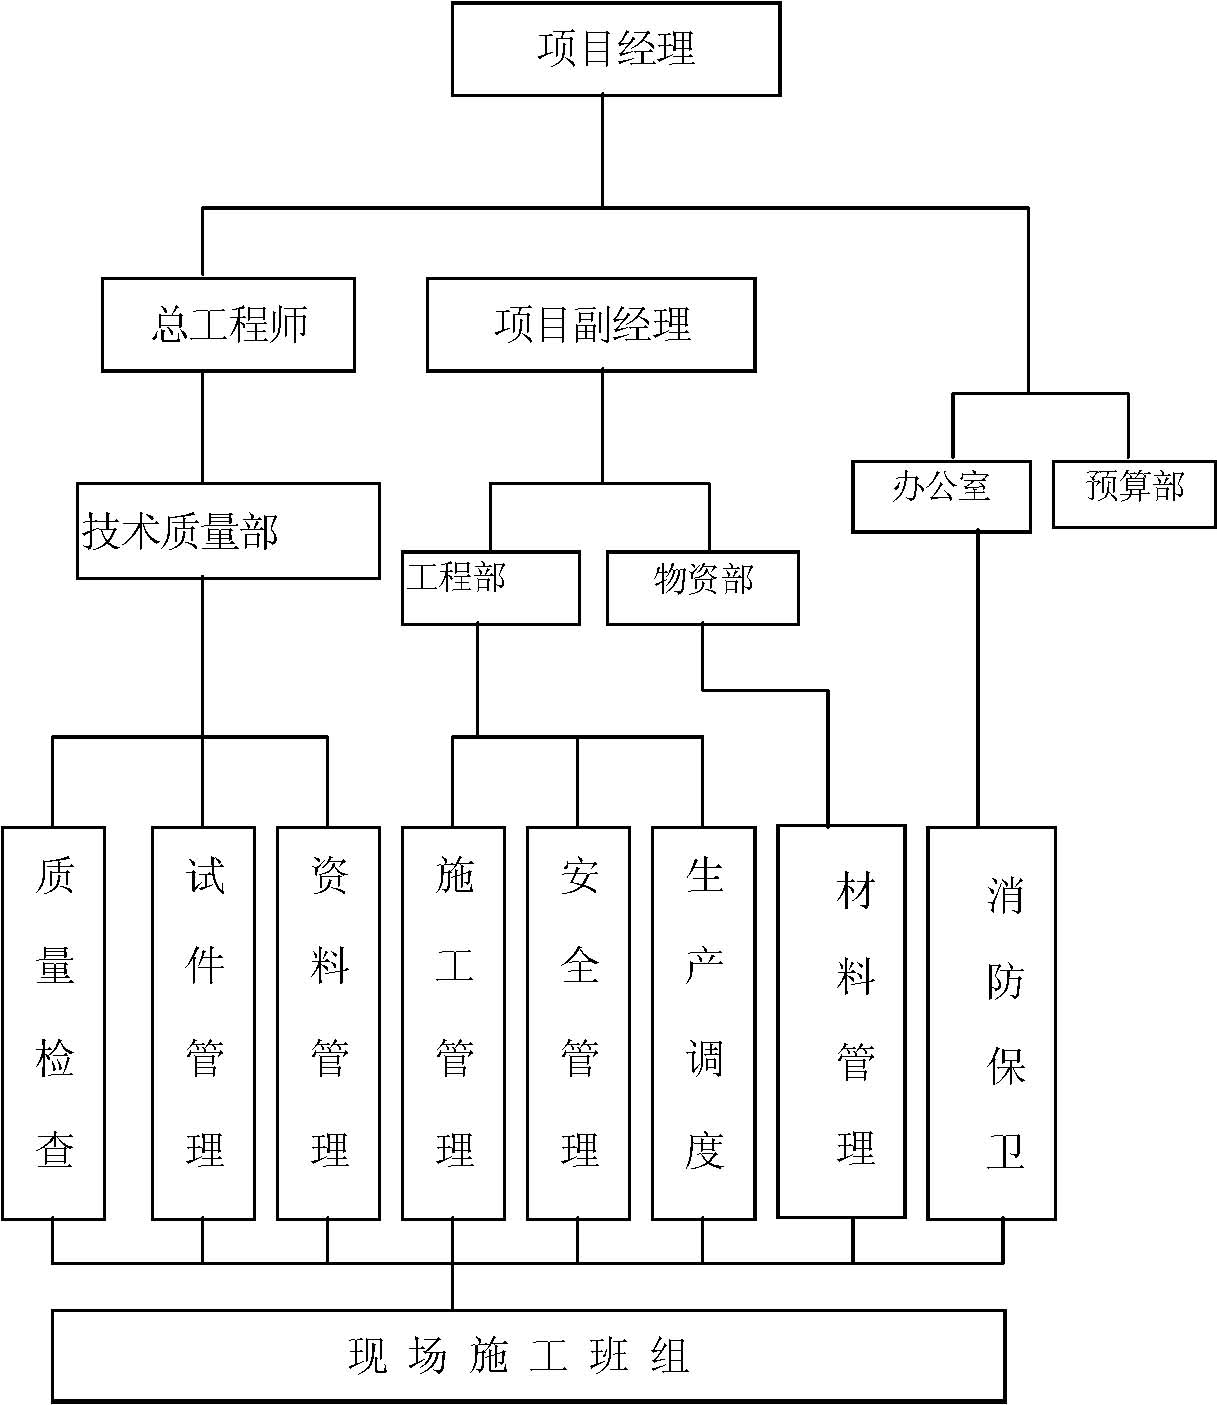 项目经理
总工程师
项目副经理
办公室
预算部
技术质量部
工程部
物资部
质量检查
试件管理
资料管理
施工管理
安全管理
生产调度
材料管理
消防保卫
现场施工班组